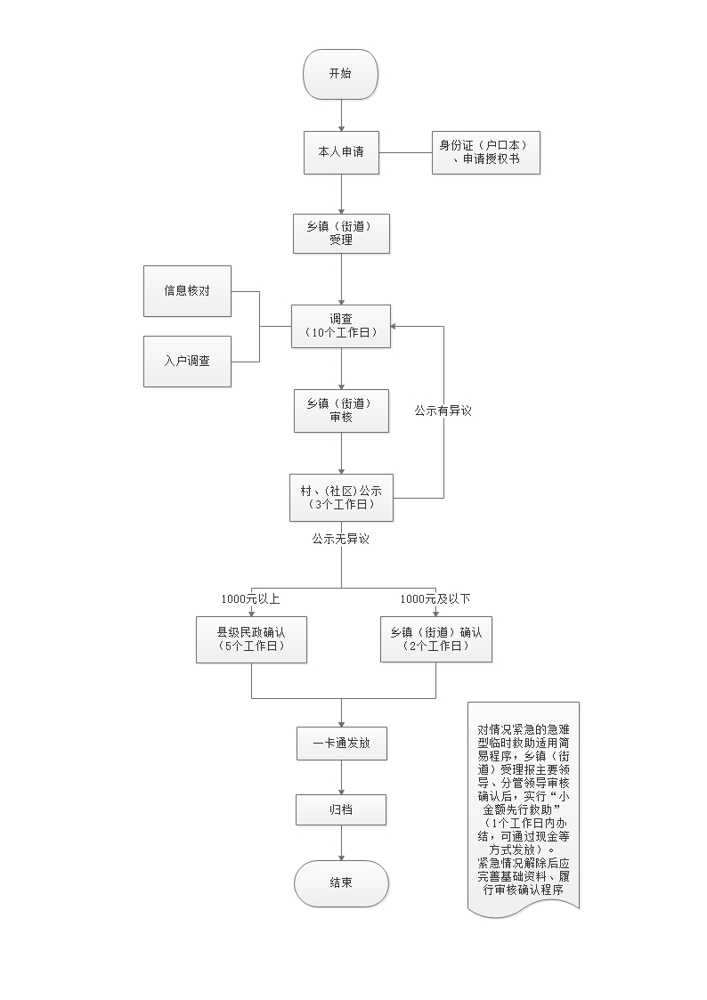 开始
本人申请
身份证（户口本）
、申请授权书
乡镇（街道）
受理
信息核对
调查
（10个工作日）
入户调查
乡镇（街道）
审核
公示有异议
村、(社区)公示
（3个工作日）
公示无异议
1000元以上
1000元及以下
县级民政确认
（5个工作日）
乡镇（街道）确认
（2个工作日）
一卡通发放
归档
结束
对情况紧急的急难
型临时救助适用简
易程序，乡镇（街
道）受理报主要领
导、分管领导审核
确认后，实行“小
金额先行救助”
（1个工作日内办
结，可通过现金等
方式发放）。
紧急情况解除后应
完善基础资料、履
行审核确认程序